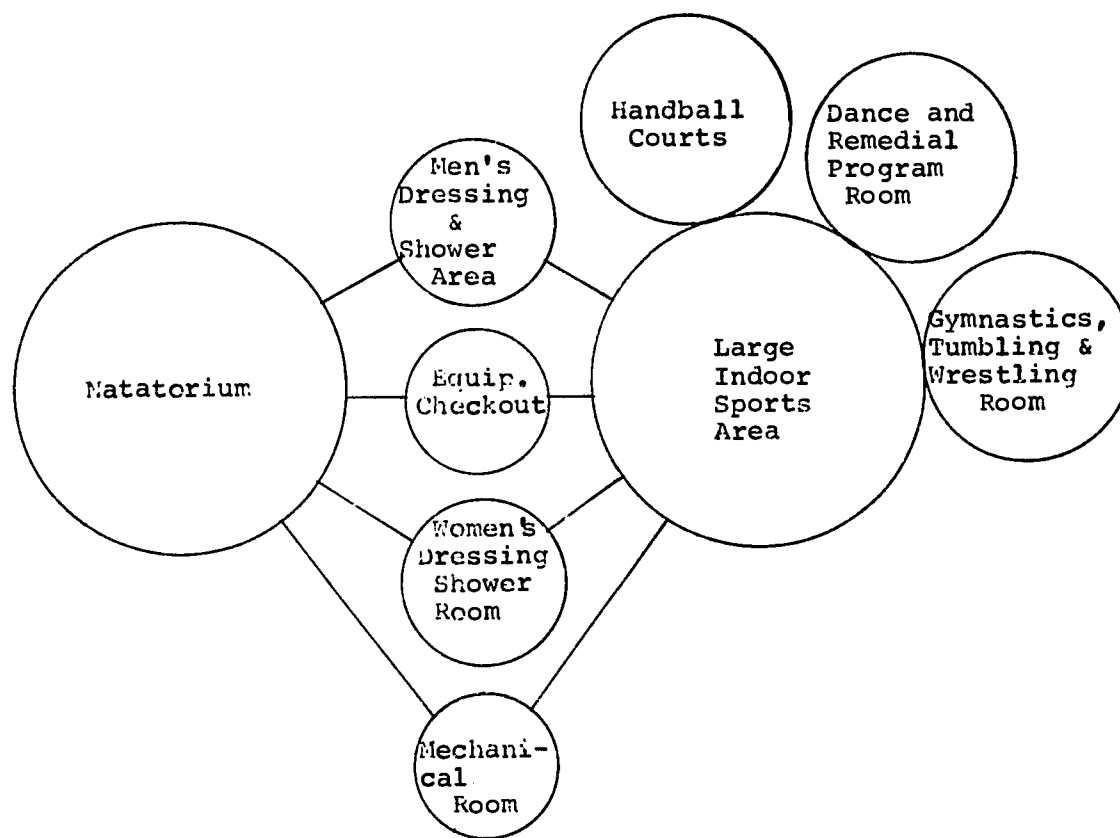 Handball
Courts
Dance and
Remedial
Program
Room
Men's
Dressing
&
Shower
Area
Natatorium
Equip.
Checkout
Large
Indoor
Sports
Area
Gymnastics,
Tumbling &
Wrestling
Room
Women's
Dressing
Shower
Room
Mechani-
cal
Room